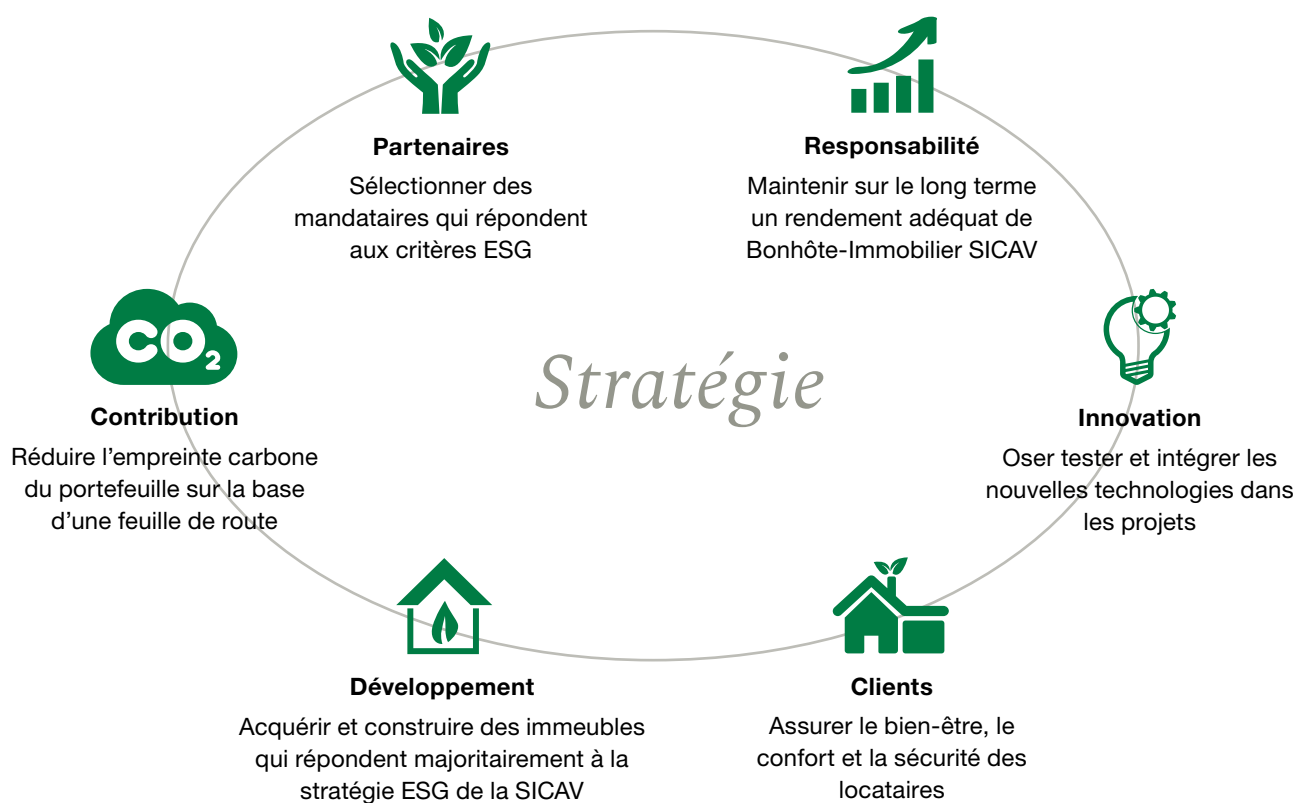 Partenaires
Sélectionner des
mandataires qui répondent
aux critères ESG
Responsabilité
Maintenir sur le long terme
un rendement adéquat de
Bonhôte-Immobilier SICAV
CO₂
Contribution
Réduire l’empreinte carbone
du portefeuille sur la base
d’une feuille de route
Stratégie
Innovation
Oser tester et intégrer les
nouvelles technologies dans
les projets
Développement
Acquérir et construire des immeubles
qui répondent majoritairement à la
stratégie ESG de la SICAV
Clients
Assurer le bien-être, le
confort et la sécurité des
locataires